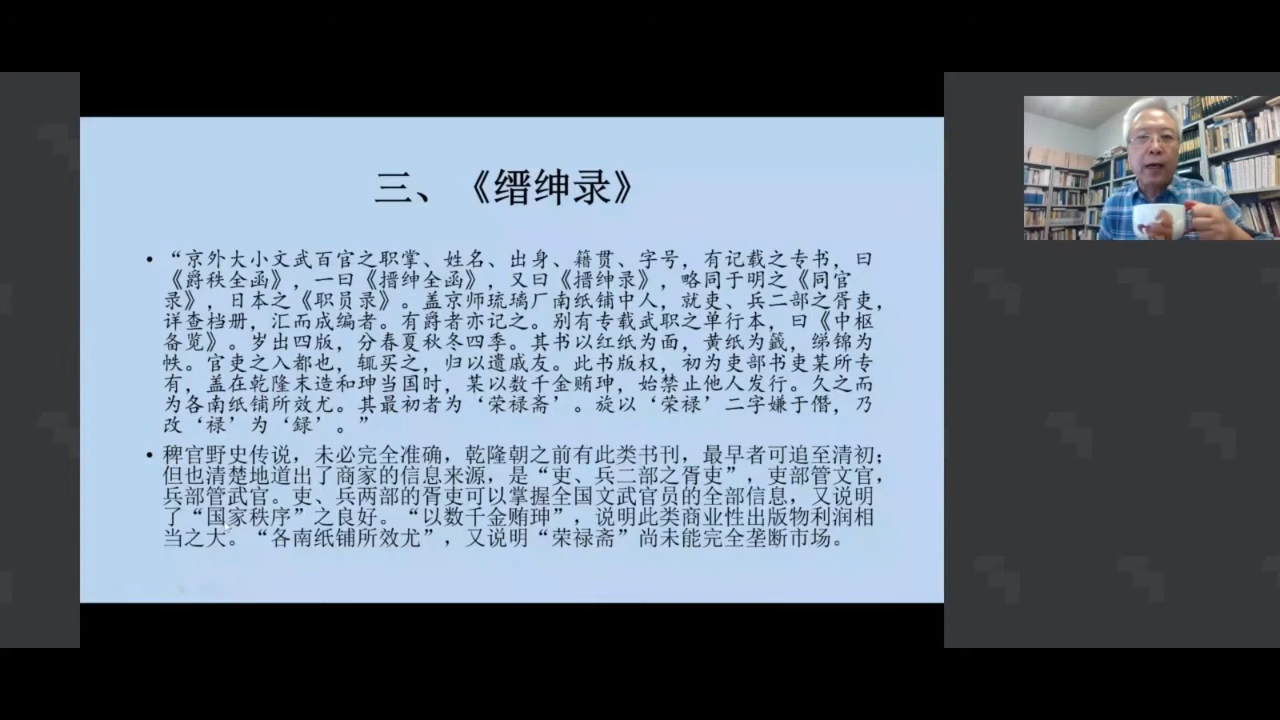 三、《缙绅录》
• “京外大小文武百官之职掌、姓名、出身、籍贯、字号，有记载之专书，曰
《爵秩全函》，一曰《搢绅全函》，又曰《搢绅录》，略同于明之《同官
录》，日本之《职员录》。盖京师琉璃厂南纸铺中人，就吏、兵二部之胥吏，
详查档册，汇而成编者。有爵者亦记之。别有专载武职之单行本，曰《中枢
备览》。岁出四版，分春夏秋冬四季。其书以红纸为面，黄纸为籤，绨锦为
帙。官吏之入都也，辄买之，归以遗戚友。此书版权，初为吏部书吏某所专
有，盖在乾隆末造和珅当国时，某以数千金贿珅，始禁止他人发行。久之而
为各南纸铺所效尤。其最初者为‘荣禄斋’。旋以‘荣禄’二字嫌于僭，乃
改‘禄’为‘録’。”
• 稗官野史传说，未必完全准确，乾隆朝之前有此类书刊，最早者可追至清初；
但也清楚地道出了商家的信息来源，是“吏、兵二部之胥吏”，吏部管文官，
兵部管武官。吏、兵两部的胥吏可以掌握全国文武官员的全部信息，又说明
了“国家秩序”之良好。“以数千金贿珅”，说明此类商业性出版物利润相
当之大。“各南纸铺所效尤”，又说明“荣禄斋”尚未能完全垄断市场。